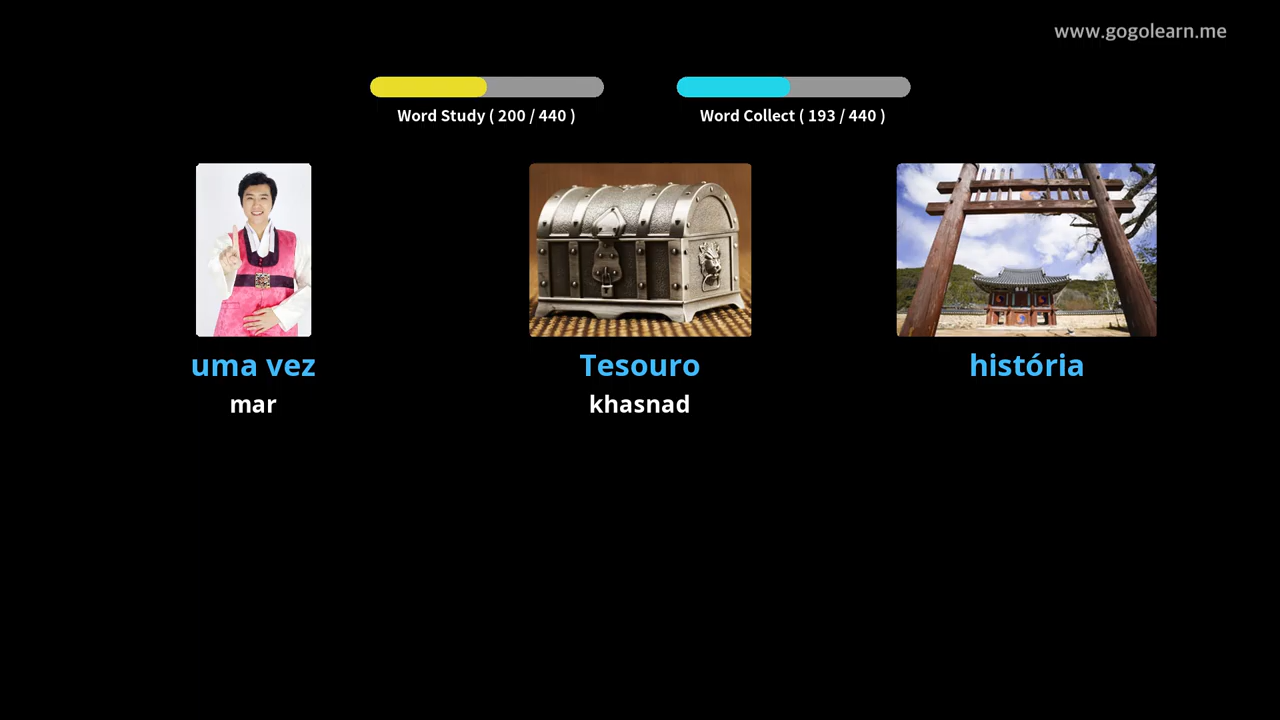 www.gogolearn.me
Word Study ( 200 / 440 )
Word Collect ( 193 / 440 )
uma vez
mar
Tesouro
khasnad
história